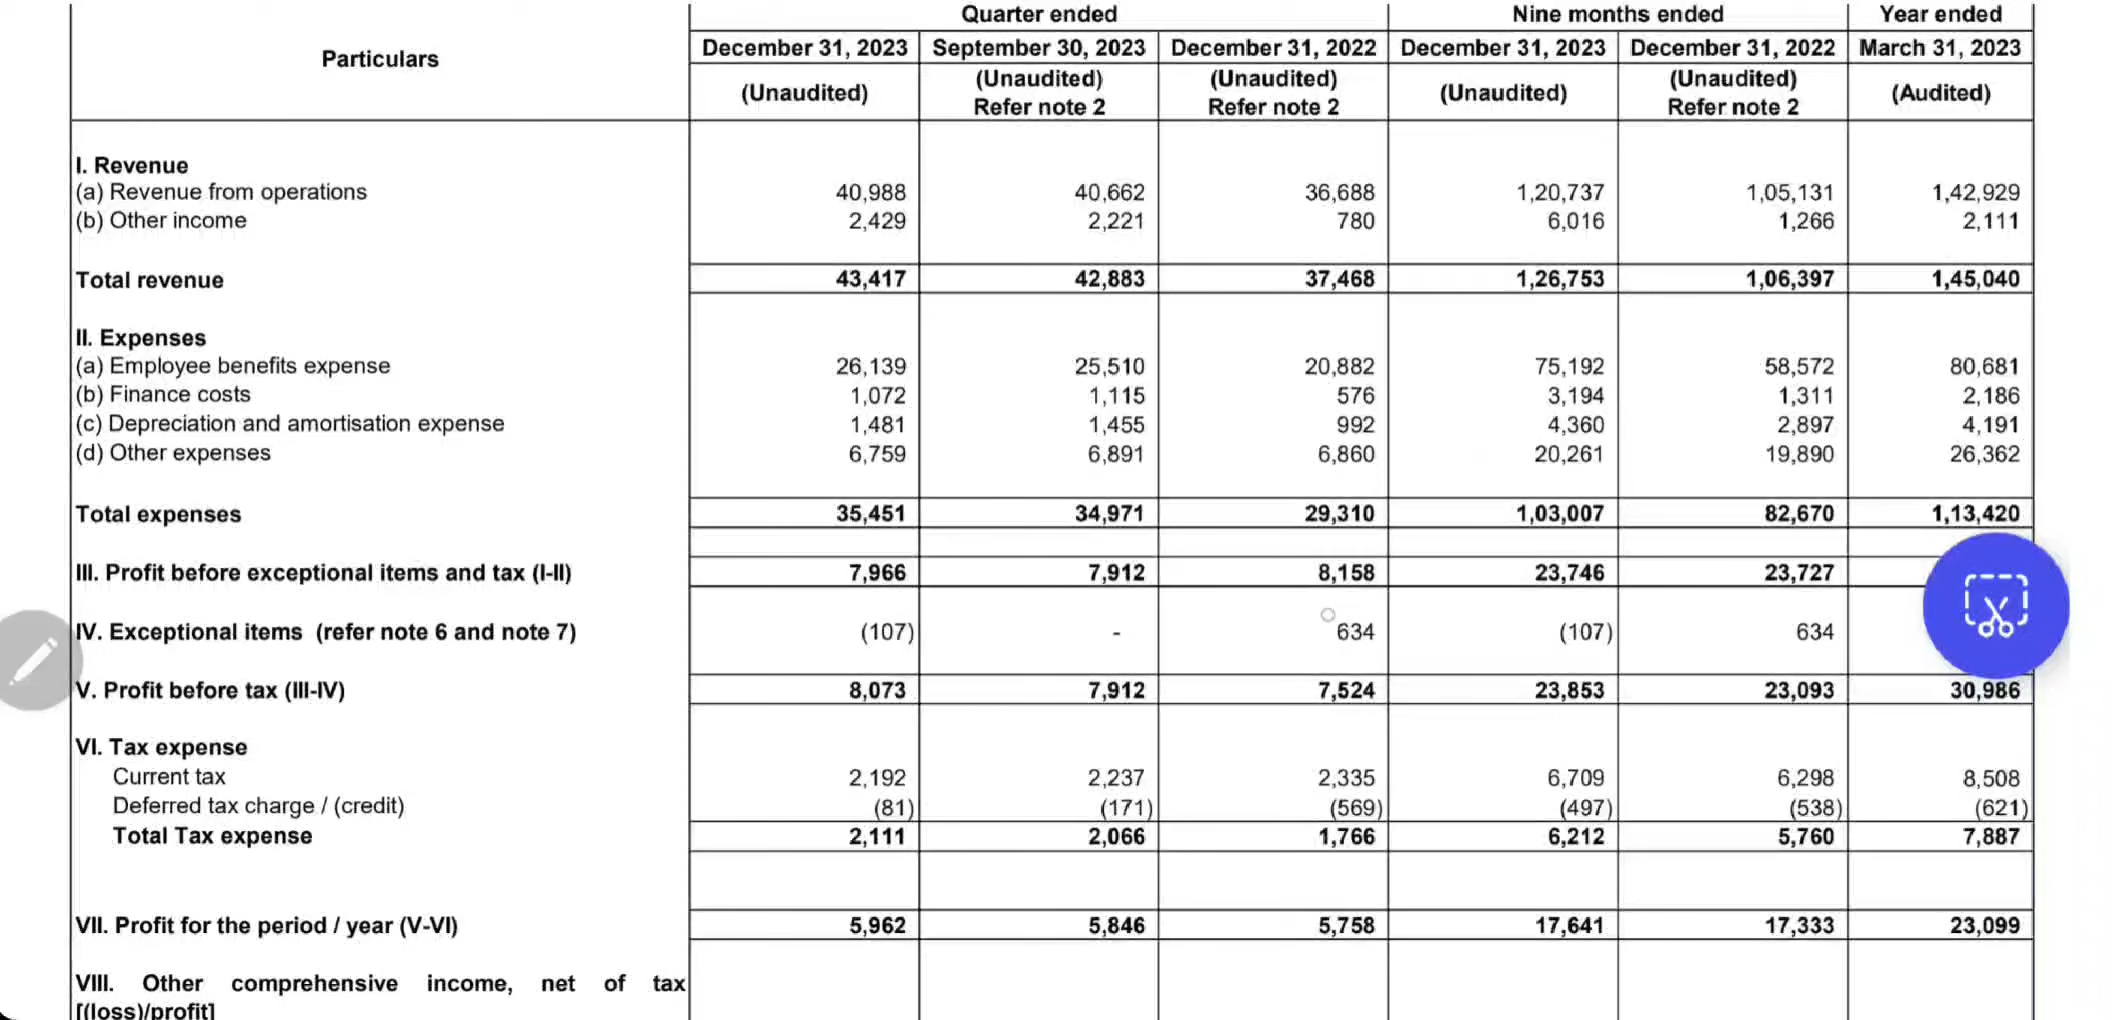 Quarter ended Nine months ended Year ended
Particulars December 31, 2023 September 30, 2023 December 31, 2022 December 31, 2023 December 31, 2022 March 31, 2023
(Unaudited) (Unaudited) Refer note 2 (Unaudited) Refer note 2 (Unaudited) (Unaudited) Refer note 2 (Audited)
I. Revenue
(a) Revenue from operations 40,988 40,662 36,688 1,20,737 1,05,131 1,42,929
(b) Other income 2,429 2,221 780 6,016 1,266 2,111
Total revenue 43,417 42,883 37,468 1,26,753 1,06,397 1,45,040
II. Expenses
(a) Employee benefits expense 26,139 25,510 20,882 75,192 58,572 80,681
(b) Finance costs 1,072 1,115 576 3,194 1,311 2,186
(c) Depreciation and amortisation expense 1,481 1,455 992 4,360 2,897 4,191
(d) Other expenses 6,759 6,891 6,860 20,261 19,890 26,362
Total expenses 35,451 34,971 29,310 1,03,007 82,670 1,13,420
III. Profit before exceptional items and tax (I-II) 7,966 7,912 8,158 23,746 23,727
IV. Exceptional items (refer note 6 and note 7) (107) - 634 (107) 634
V. Profit before tax (III-IV) 8,073 7,912 7,524 23,853 23,093 30,986
VI. Tax expense
Current tax 2,192 2,237 2,335 6,709 6,298 8,508
Deferred tax charge / (credit) (81) (171) (569) (497) (538) (621)
Total Tax expense 2,111 2,066 1,766 6,212 5,760 7,887
VII. Profit for the period / year (V-VI) 5,962 5,846 5,758 17,641 17,333 23,099
VIII. Other comprehensive income, net of tax
[(loss)/profit]